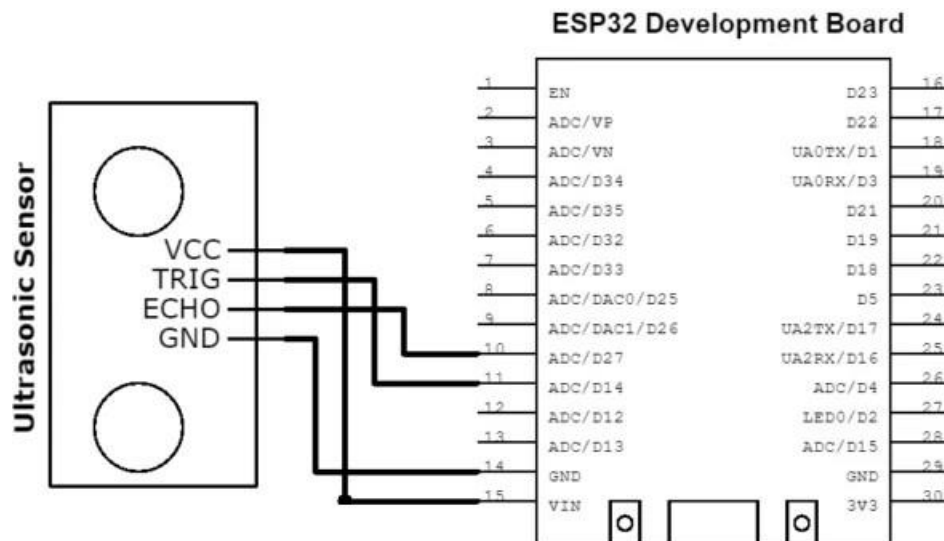 ESP32 Development Board
Ultrasonic Sensor
VCC
TRIG
ECHO
GND
1 EN D23 16
2 ADC/VP D22 17
3 ADC/VN UA0TX/D1 18
4 ADC/D34 UA0RX/D3 19
5 ADC/D35 D21 20
6 ADC/D32 D19 21
7 ADC/D33 D18 22
8 ADC/DAC0/D25 D5 23
9 ADC/DAC1/D26 UA2TX/D17 24
10 ADC/D27 UA2RX/D16 25
11 ADC/D14 ADC/D4 26
12 ADC/D12 LED0/D2 27
13 ADC/D13 ADC/D15 28
14 GND GND 29
15 VIN 3V3 30